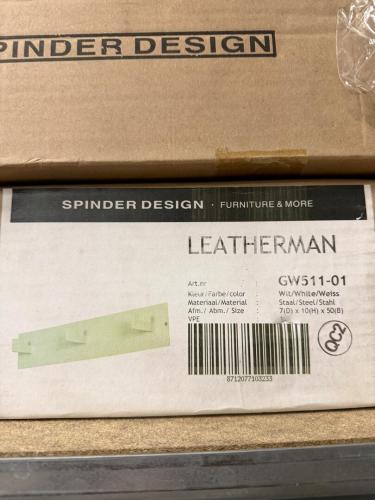 SPINDER DESIGN
SPINDER DESIGN · FURNITURE & MORE
LEATHERMAN
Art.nr : GW511-01
Kleur/Farbe/color : Wit/White/Weiss
Materiaal/Material : Staal/Steel/Stahl
Afm./ Abm./ Size : 7(D) x 10(H) x 50(B)
VPE
8712077103233
QC2